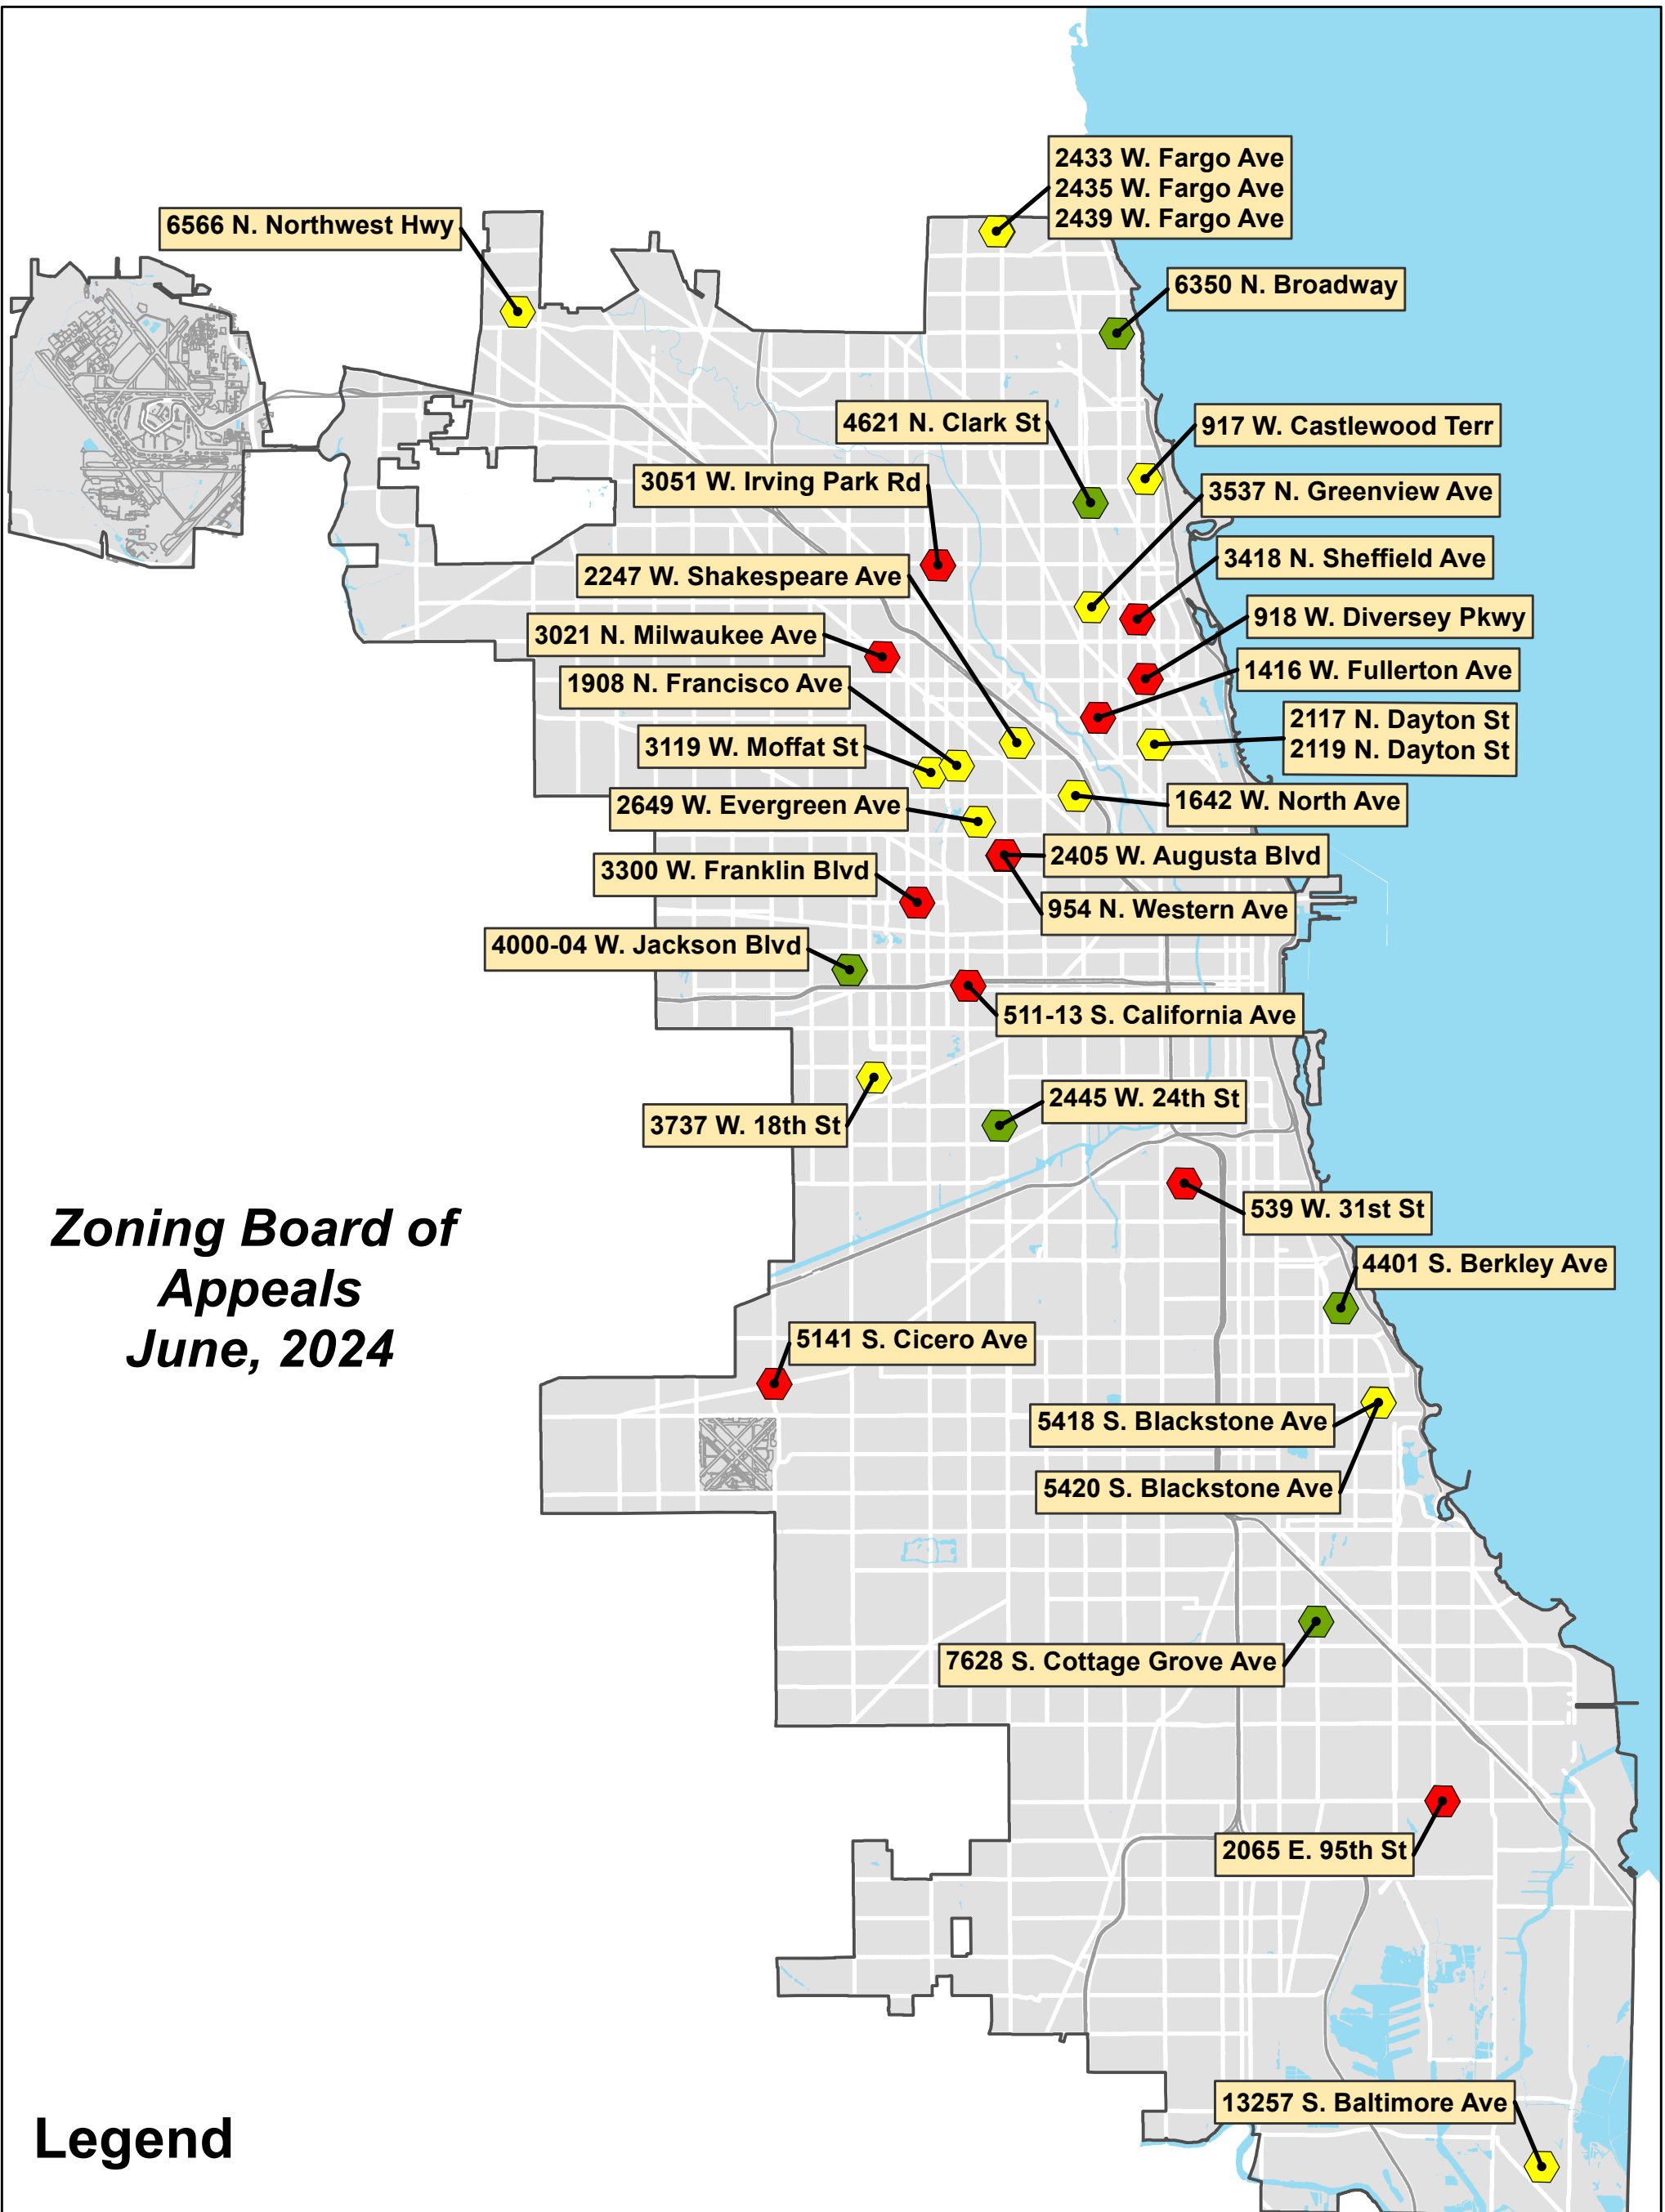 2433 W. Fargo Ave
2435 W. Fargo Ave
2439 W. Fargo Ave
6566 N. Northwest Hwy
6350 N. Broadway
4621 N. Clark St
917 W. Castlewood Terr
3051 W. Irving Park Rd
3537 N. Greenview Ave
3418 N. Sheffield Ave
2247 W. Shakespeare Ave
918 W. Diversey Pkwy
3021 N. Milwaukee Ave
1416 W. Fullerton Ave
1908 N. Francisco Ave
2117 N. Dayton St
2119 N. Dayton St
3119 W. Moffat St
1642 W. North Ave
2649 W. Evergreen Ave
2405 W. Augusta Blvd
3300 W. Franklin Blvd
954 N. Western Ave
4000-04 W. Jackson Blvd
511-13 S. California Ave
2445 W. 24th St
3737 W. 18th St
539 W. 31st St
Zoning Board of
Appeals
June, 2024
4401 S. Berkley Ave
5141 S. Cicero Ave
5418 S. Blackstone Ave
5420 S. Blackstone Ave
7628 S. Cottage Grove Ave
2065 E. 95th St
13257 S. Baltimore Ave
Legend